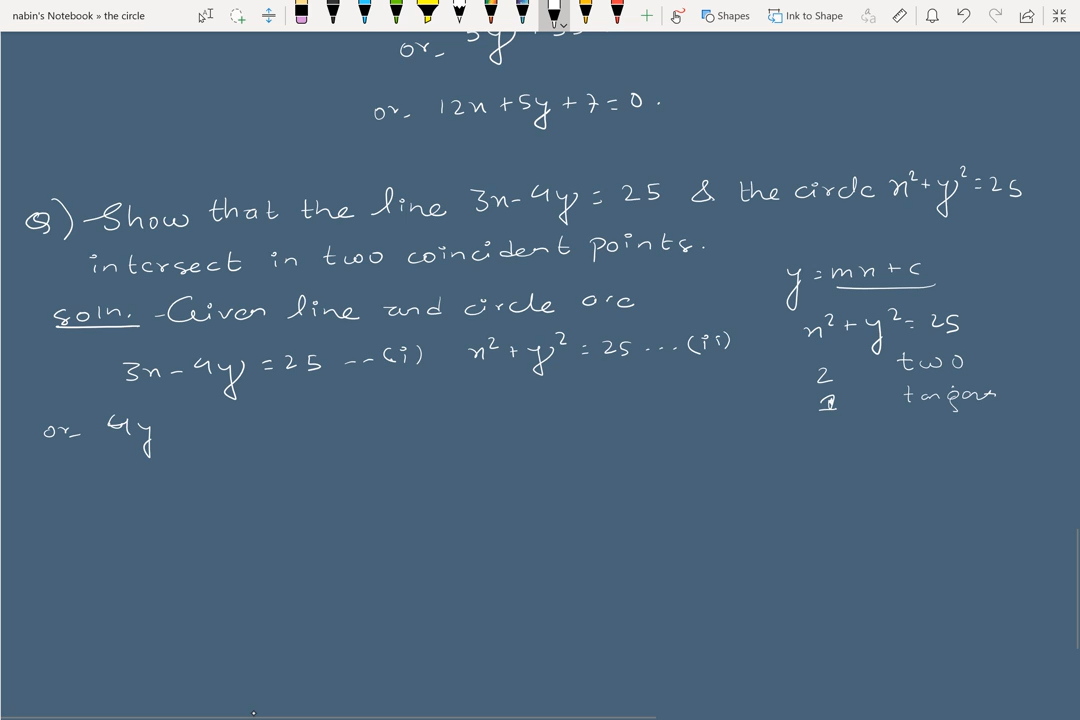 nabin's Notebook » the circle
Shapes Ink to Shape
or
or 12x + 5y + 7 = 0.
Q) Show that the line 3x - 4y = 25 & the circle x² + y² = 25
intersect in two coincident points.
soln. Given line and circle are
3x - 4y = 25 --(i) x² + y² = 25 ...(ii)
or 4y
y = mx + c
x² + y² = 25
2 two
1